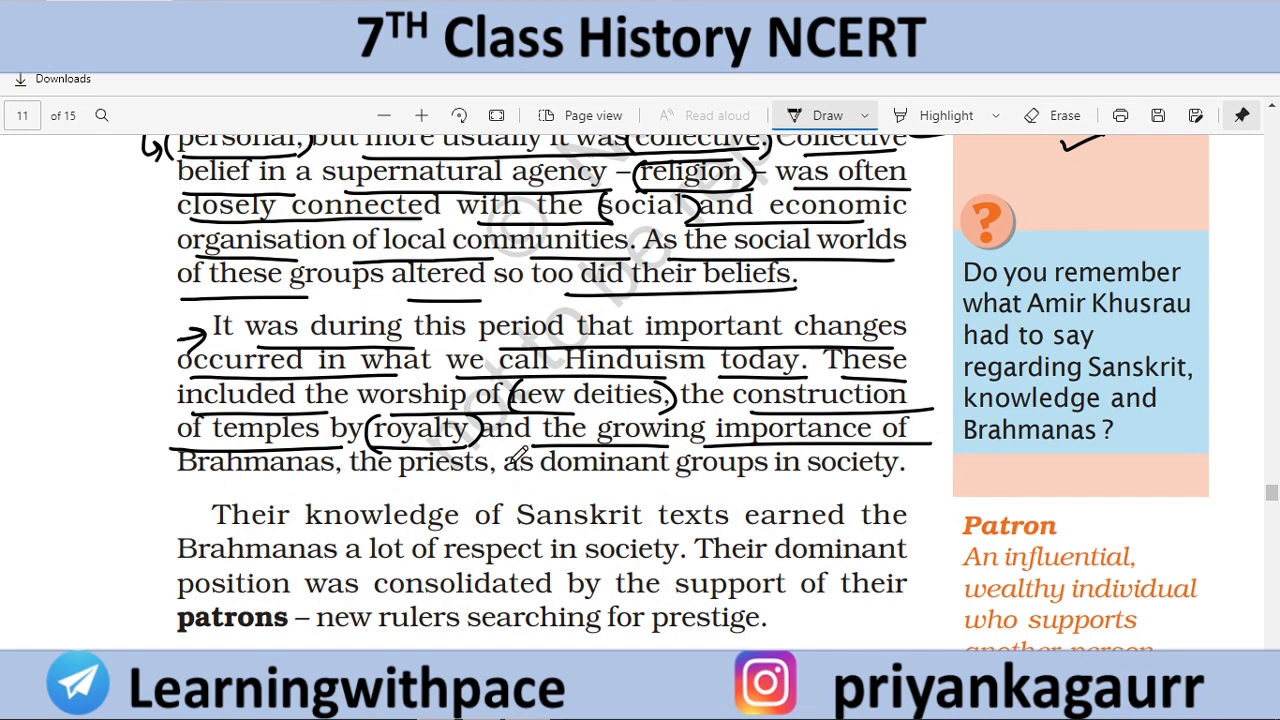 7TH Class History NCERT
Downloads
11 of 15 Page view Read aloud Draw Highlight Erase
personal, but more usually it was collective. Collective
belief in a supernatural agency – religion – was often
closely connected with the social and economic
organisation of local communities. As the social worlds
of these groups altered so too did their beliefs.
It was during this period that important changes
occurred in what we call Hinduism today. These
included the worship of new deities, the construction
of temples by royalty and the growing importance of
Brahmanas, the priests, as dominant groups in society.
Their knowledge of Sanskrit texts earned the
Brahmanas a lot of respect in society. Their dominant
position was consolidated by the support of their
patrons – new rulers searching for prestige.
?
Do you remember
what Amir Khusrau
had to say
regarding Sanskrit,
knowledge and
Brahmanas ?
Patron
An influential,
wealthy individual
who supports
another person
© not to be rep
Learningwithpace
priyankagaurr